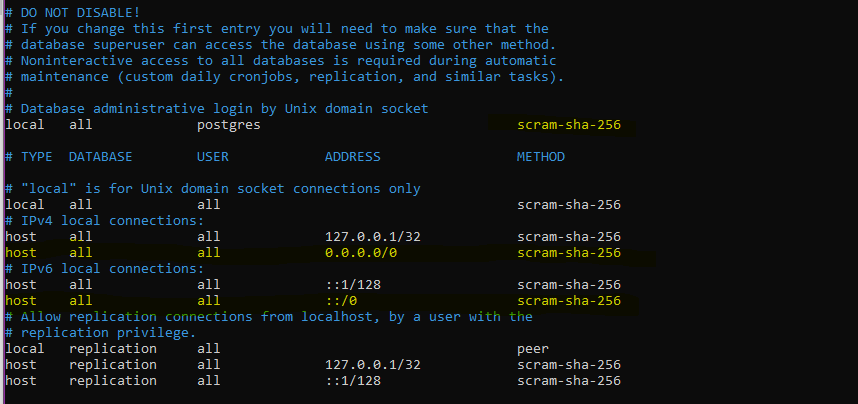 # DO NOT DISABLE!
# If you change this first entry you will need to make sure that the
# database superuser can access the database using some other method.
# Noninteractive access to all databases is required during automatic
# maintenance (custom daily cronjobs, replication, and similar tasks).
#
# Database administrative login by Unix domain socket
local   all             postgres                                scram-sha-256
# TYPE  DATABASE        USER            ADDRESS                 METHOD
# "local" is for Unix domain socket connections only
local   all             all                                     scram-sha-256
# IPv4 local connections:
host    all             all             127.0.0.1/32            scram-sha-256
host    all             all             0.0.0.0/0               scram-sha-256
# IPv6 local connections:
host    all             all             ::1/128                 scram-sha-256
host    all             all             ::/0                    scram-sha-256
# Allow replication connections from localhost, by a user with the
# replication privilege.
local   replication     all                                     peer
host    replication     all             127.0.0.1/32            scram-sha-256
host    replication     all             ::1/128                 scram-sha-256